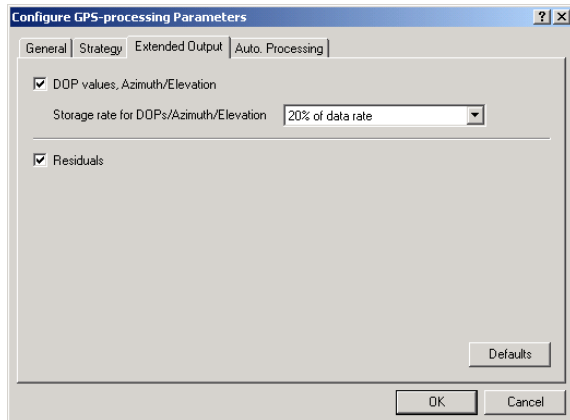 Configure GPS-processing Parameters
General Strategy Extended Output Auto. Processing
DOP values, Azimuth/Elevation
Storage rate for DOPs/Azimuth/Elevation 20% of data rate
Residuals
Defaults
OK Cancel